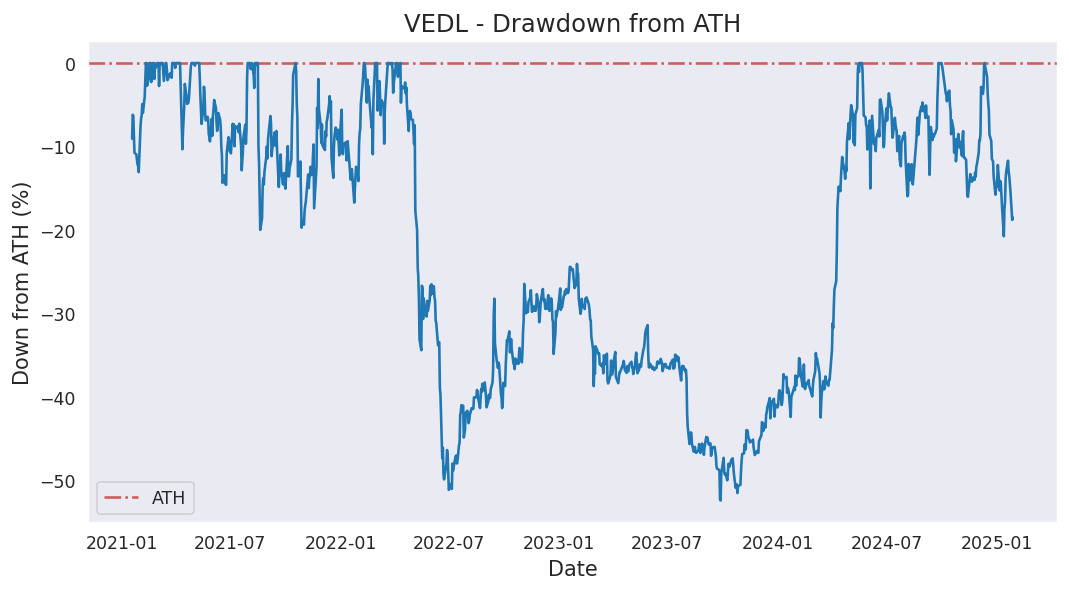 VEDL - Drawdown from ATH
Down from ATH (%)
0
−10
−20
−30
−40
−50
ATH
2021-01 2021-07 2022-01 2022-07 2023-01 2023-07 2024-01 2024-07 2025-01
Date